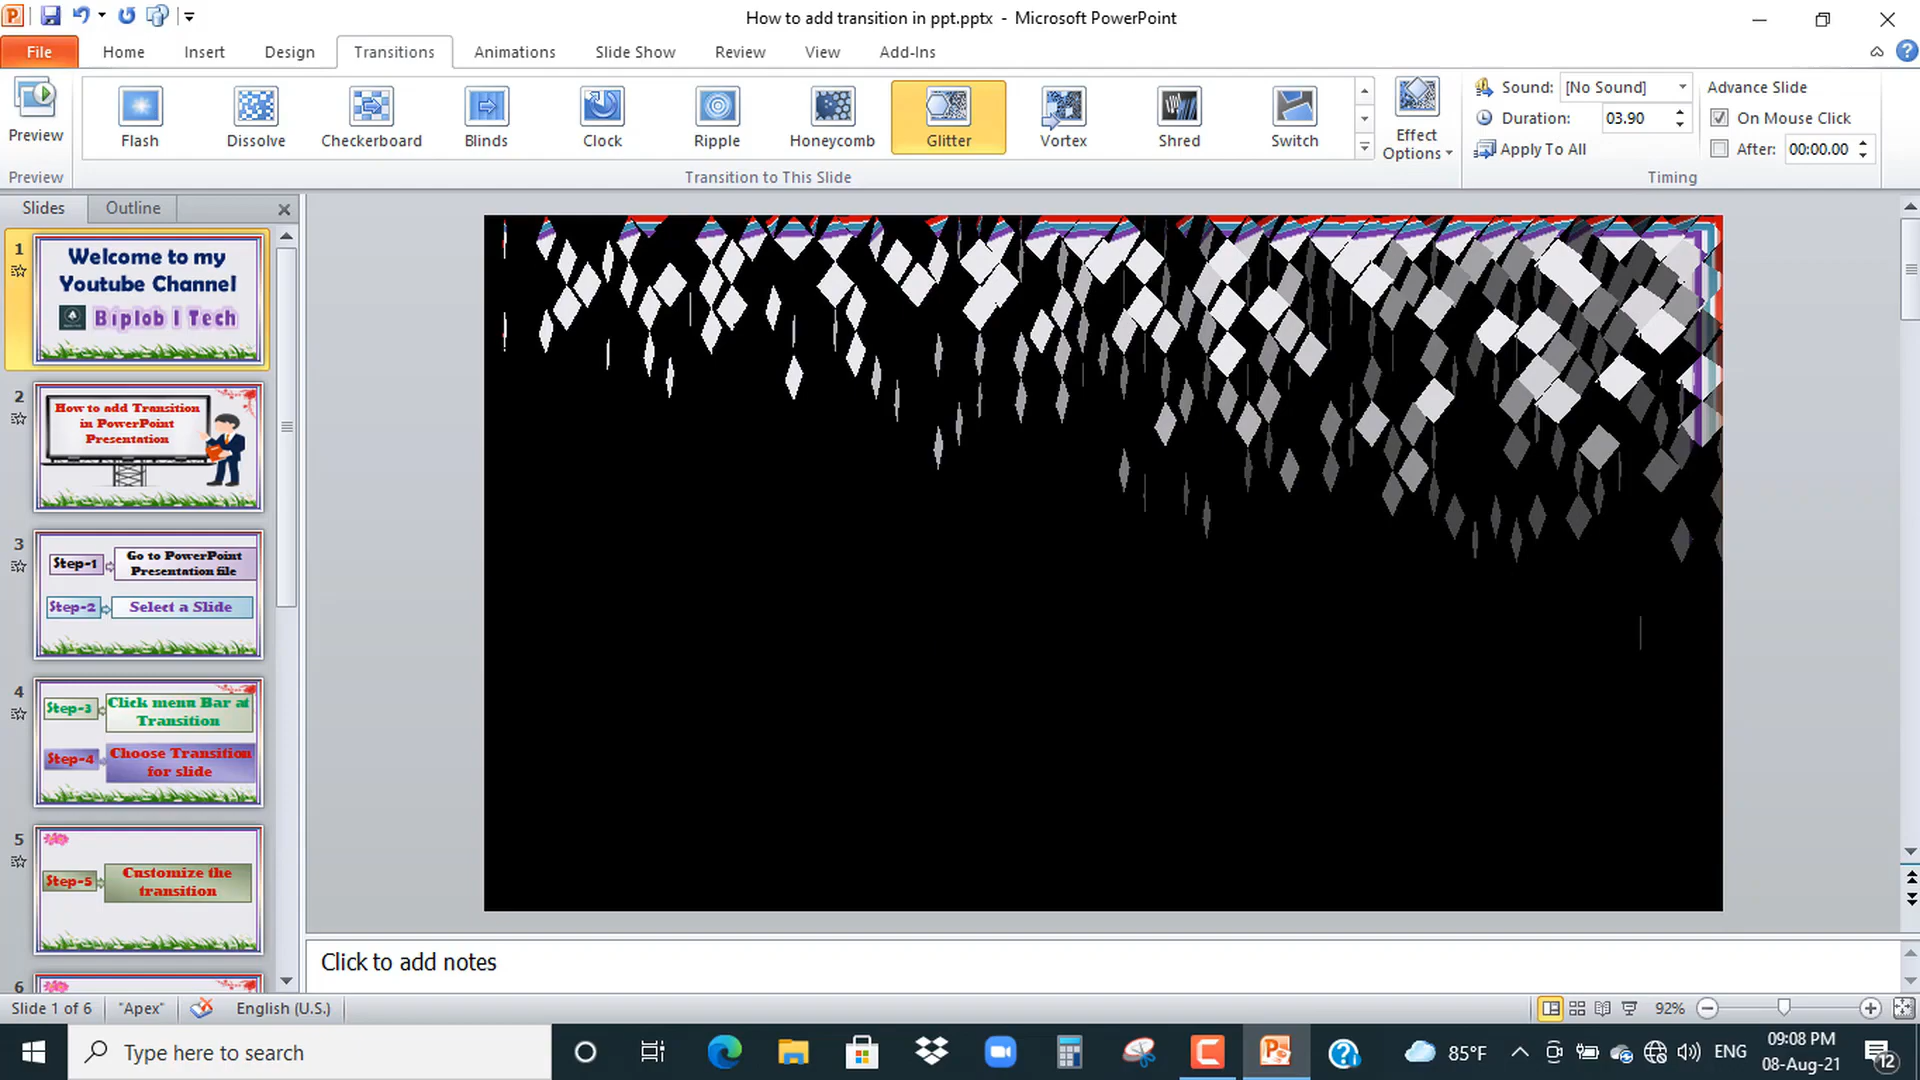 How to add transition in ppt.pptx - Microsoft PowerPoint
File Home Insert Design Transitions Animations Slide Show Review View Add-Ins
Preview
Flash Dissolve Checkerboard Blinds Clock Ripple Honeycomb Glitter Vortex Shred Switch
Effect
Options
Sound: [No Sound]
Duration: 03.90
Apply To All
Advance Slide
On Mouse Click
After: 00:00.00
Preview Transition to This Slide Timing
Slides Outline
1
Welcome to my
Youtube Channel
Biplob I Tech
2
How to add Transition
in PowerPoint
Presentation
3
Step-1
Go to PowerPoint
Presentation file
Step-2
Select a Slide
4
Step-3
Click menu Bar at
Transition
Step-4
Choose Transition
for slide
5
Step-5
Customize the
transition
6
Click to add notes
Slide 1 of 6 "Apex" English (U.S.) 92%
Type here to search
85°F ENG
09:08 PM
08-Aug-21
12